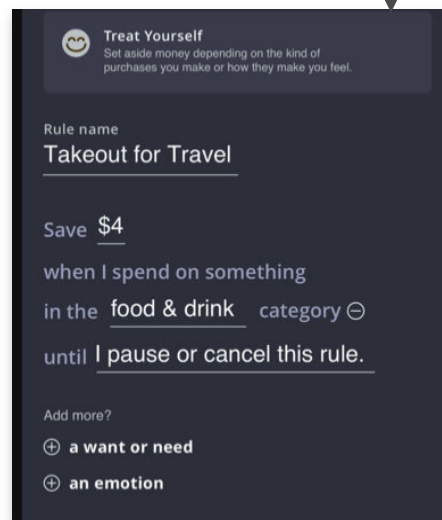 Treat Yourself
Set aside money depending on the kind of
purchases you make or how they make you feel.
Rule name
Takeout for Travel
Save $4
when I spend on something
in the food & drink category
until I pause or cancel this rule.
Add more?
a want or need
an emotion